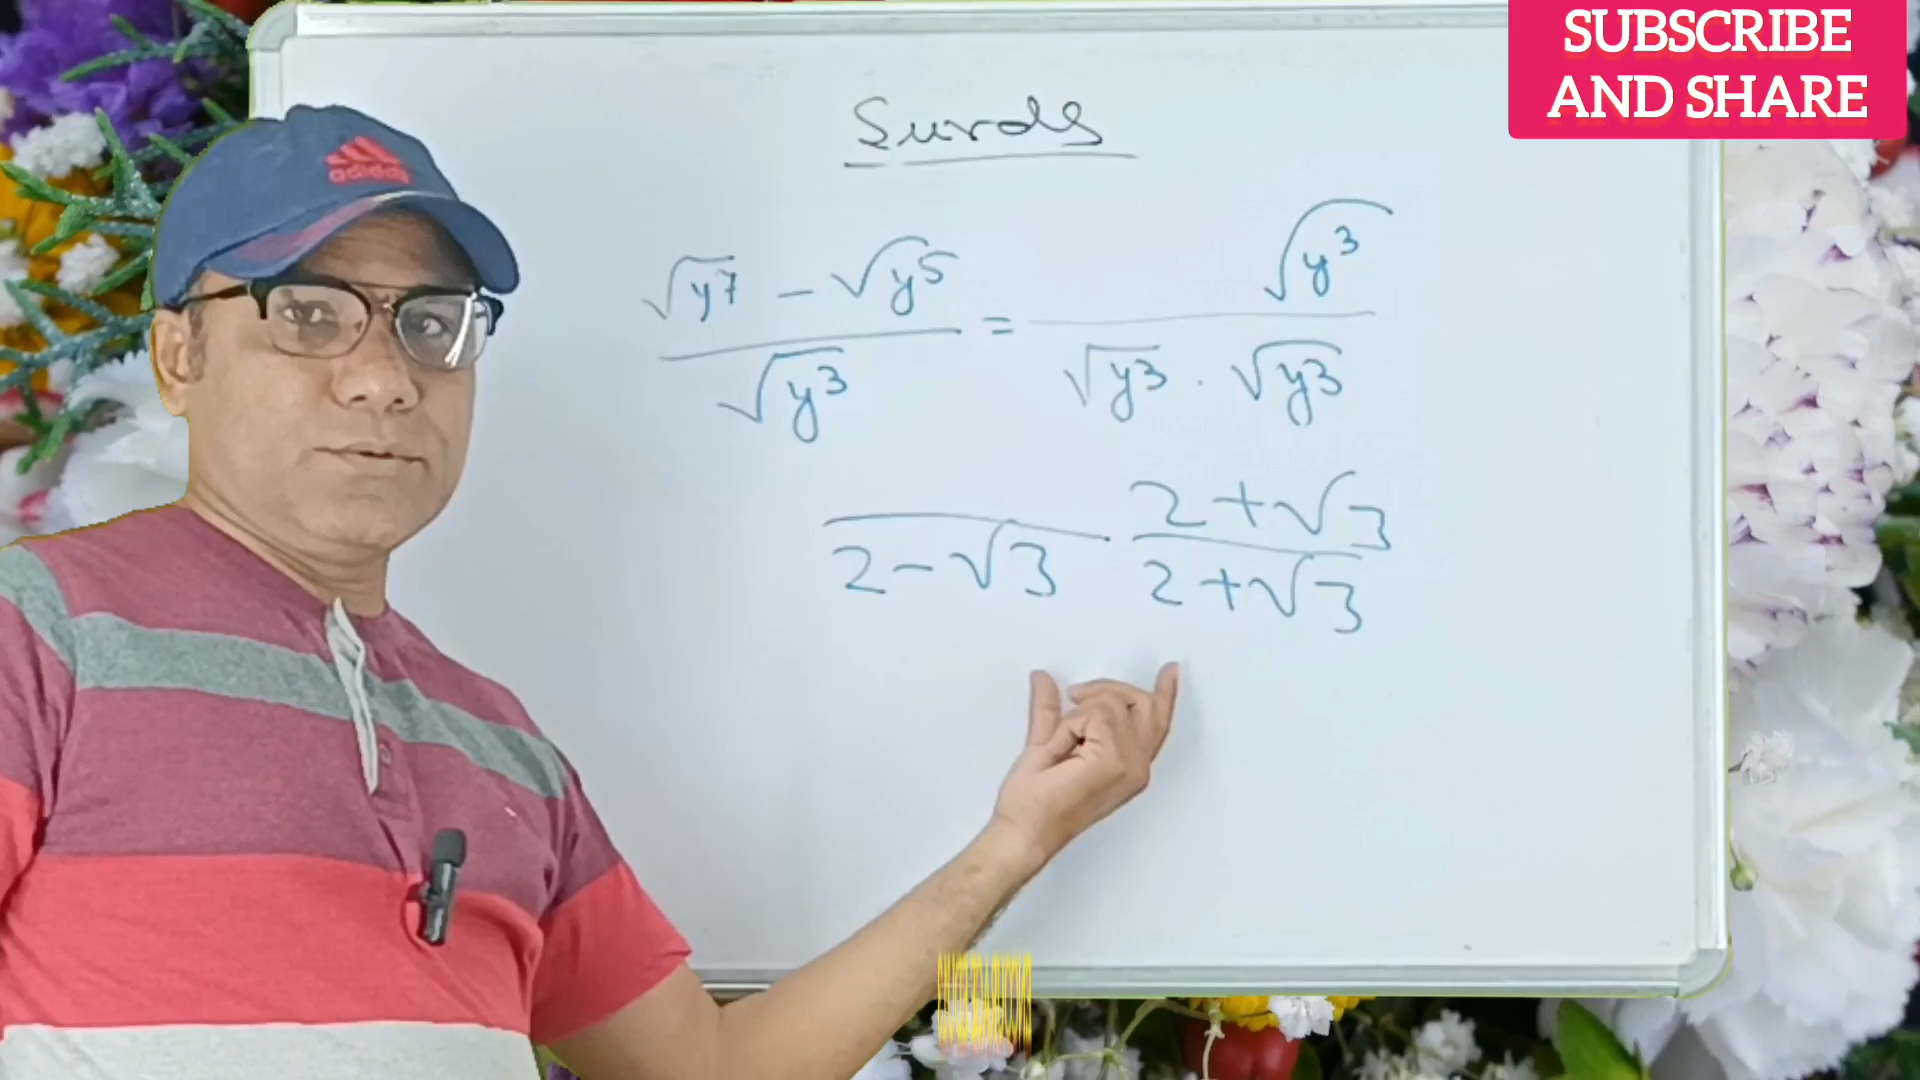 SUBSCRIBE
AND SHARE
Surds
adidas
√y⁷ − √y⁵ / √y³ = √y³ / √y³ · √y³
/ 2 − √3 2 + √3 / 2 + √3